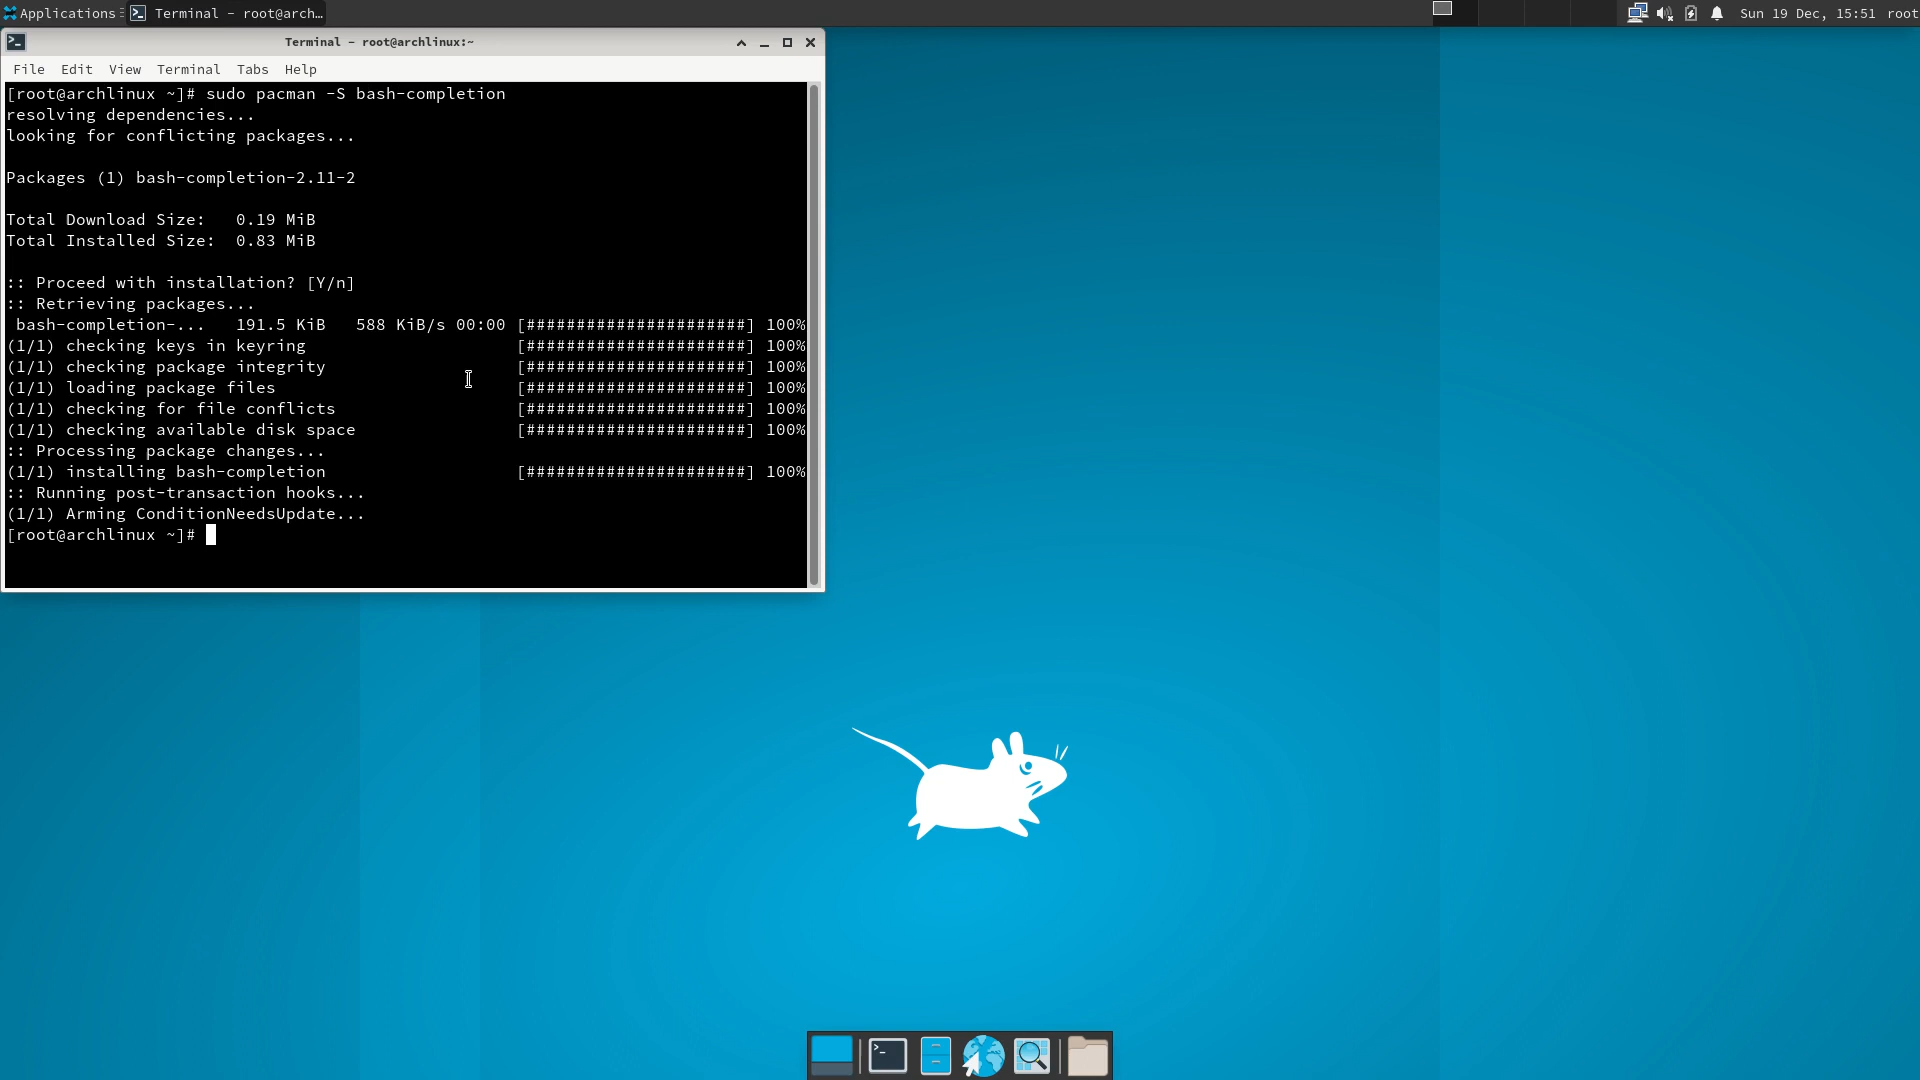 Applications
Terminal - root@arch...
Sun 19 Dec, 15:51
root
Terminal - root@archlinux:~
File Edit View Terminal Tabs Help
[root@archlinux ~]# sudo pacman -S bash-completion
resolving dependencies...
looking for conflicting packages...
Packages (1) bash-completion-2.11-2
Total Download Size:   0.19 MiB
Total Installed Size:  0.83 MiB
:: Proceed with installation? [Y/n]
:: Retrieving packages...
 bash-completion-...   191.5 KiB   588 KiB/s 00:00 [######################] 100%
(1/1) checking keys in keyring                     [######################] 100%
(1/1) checking package integrity                   [######################] 100%
(1/1) loading package files                        [######################] 100%
(1/1) checking for file conflicts                  [######################] 100%
(1/1) checking available disk space                [######################] 100%
:: Processing package changes...
(1/1) installing bash-completion                   [######################] 100%
:: Running post-transaction hooks...
(1/1) Arming ConditionNeedsUpdate...
[root@archlinux ~]#